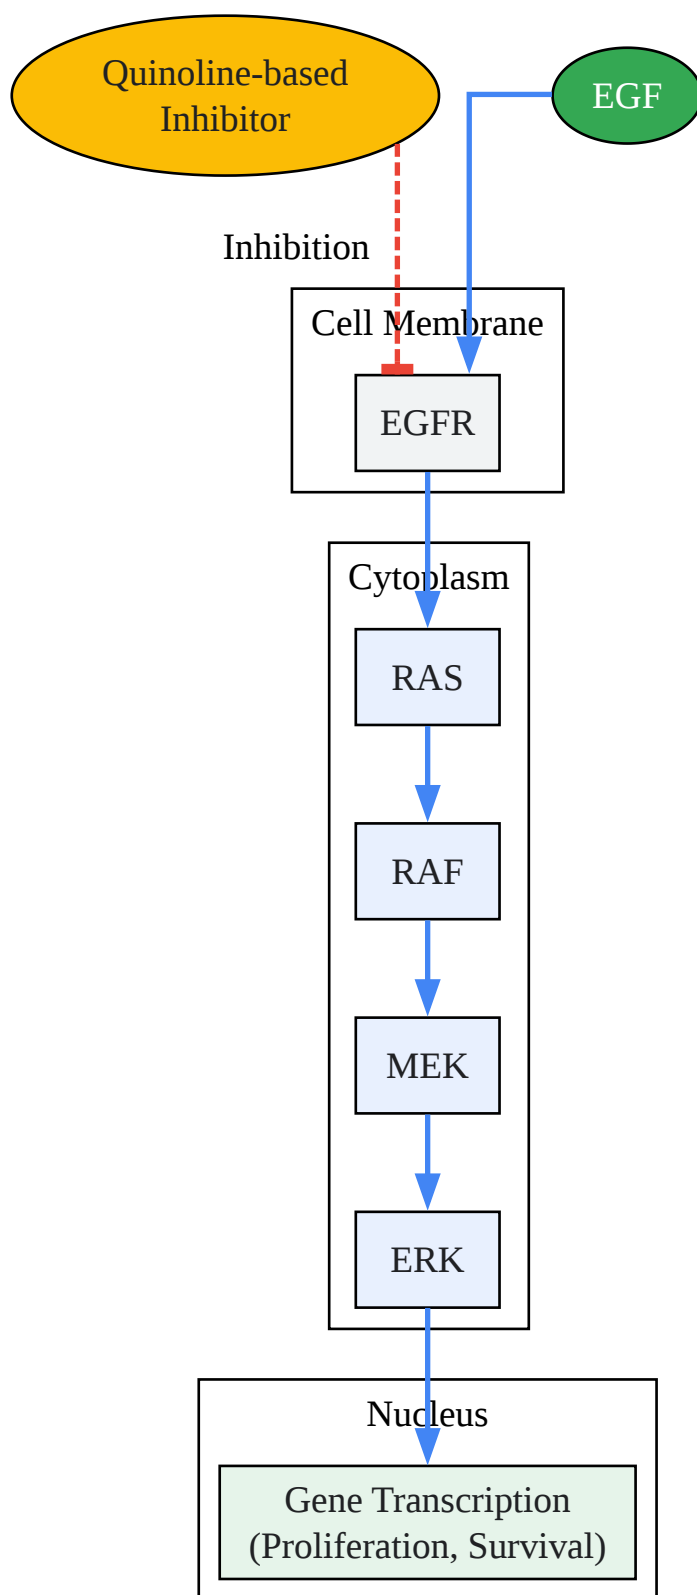 Quinoline-based
Inhibitor
EGF
Inhibition
Cell Membrane
EGFR
Cytoplasm
RAS
RAF
MEK
ERK
Nucleus
Gene Transcription
(Proliferation, Survival)